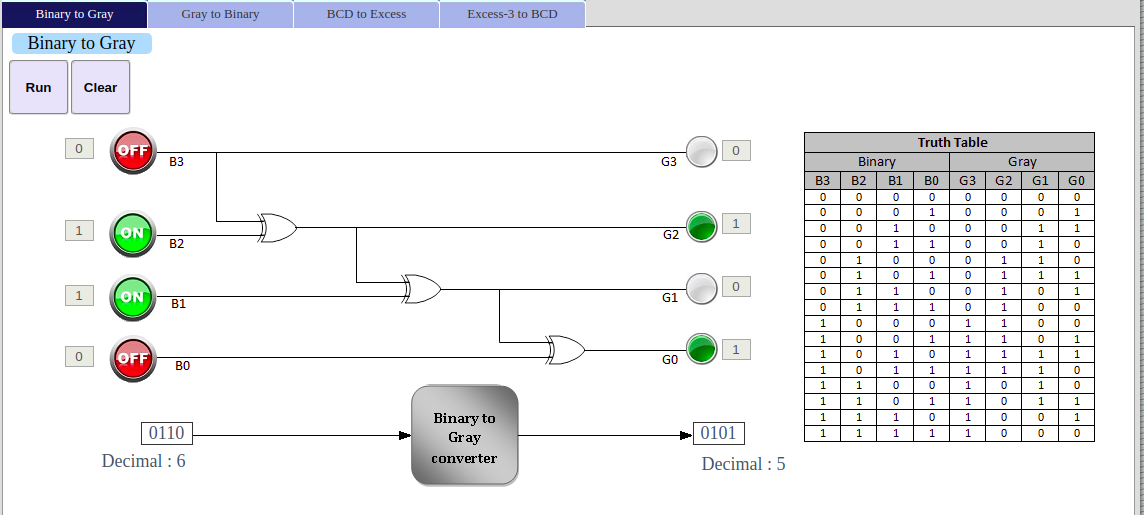 Binary to Gray Gray to Binary BCD to Excess Excess-3 to BCD
Binary to Gray
Run Clear
0 OFF B3 G3 0
1 ON B2 G2 1
1 ON B1 G1 0
0 OFF B0 G0 1
0110
Decimal : 6
Binary to
Gray
converter
0101
Decimal : 5
Truth Table
Binary Gray
B3 B2 B1 B0 G3 G2 G1 G0
0 0 0 0 0 0 0 0
0 0 0 1 0 0 0 1
0 0 1 0 0 0 1 1
0 0 1 1 0 0 1 0
0 1 0 0 0 1 1 0
0 1 0 1 0 1 1 1
0 1 1 0 0 1 0 1
0 1 1 1 0 1 0 0
1 0 0 0 1 1 0 0
1 0 0 1 1 1 0 1
1 0 1 0 1 1 1 1
1 0 1 1 1 1 1 0
1 1 0 0 1 0 1 0
1 1 0 1 1 0 1 1
1 1 1 0 1 0 0 1
1 1 1 1 1 0 0 0